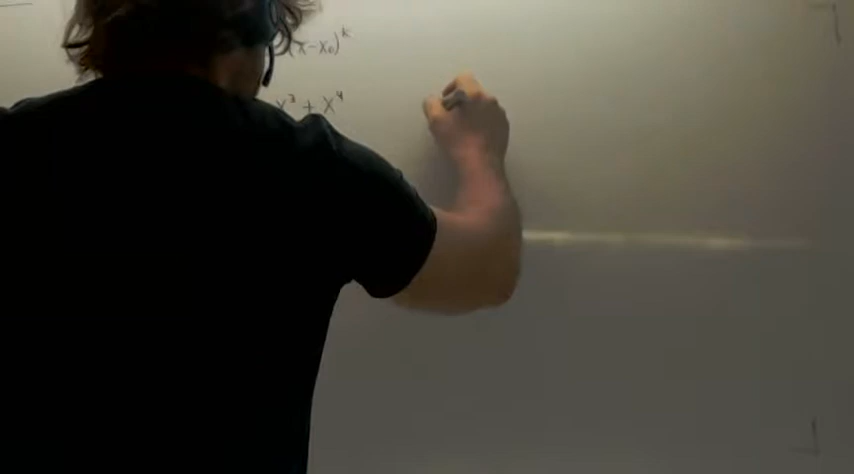 (x-x₀)^k
x³ + x⁴